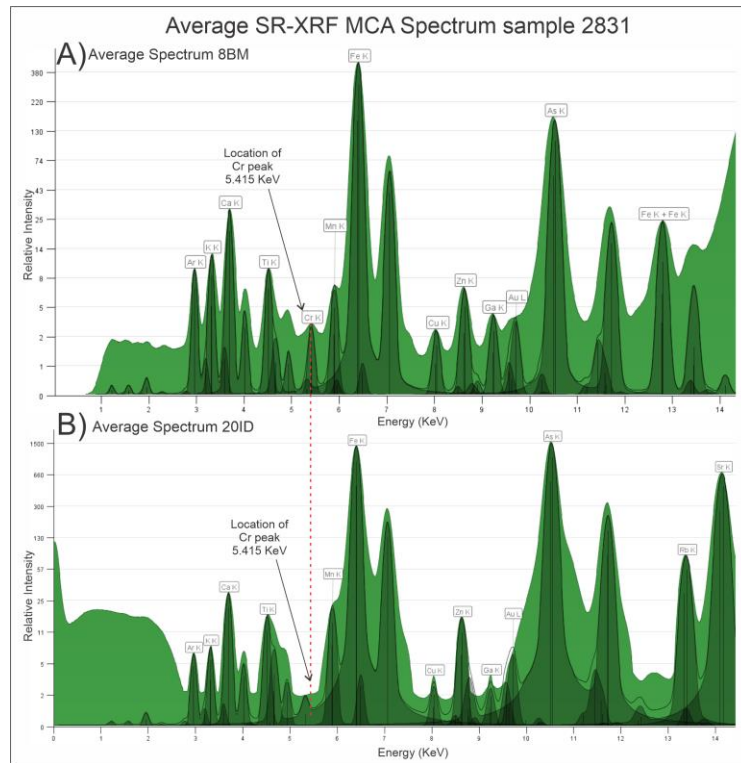 Average SR-XRF MCA Spectrum sample 2831
A) Average Spectrum 8BM
Fe K
380
220
130
74
43
25
14
8
5
2
1
0
Relative Intensity
Location of
Cr peak
5.415 KeV
As K
Ca K
Mn K
Fe K + Fe K
K K
Ar K
Ti K
Cr K
Zn K
Au L
Ga K
Cu K
1 2 3 4 5 6 7 8 9 10 11 12 13 14
Energy (KeV)
B) Average Spectrum 20ID
Fe K
As K
Sr K
1500
660
300
130
57
25
11
5
2
0
Relative Intensity
Location of
Cr peak
5.415 KeV
Rb K
Mn K
Ca K
Ti K
Zn K
Au L
K K
Ar K
Cu K
Ga K
0 1 2 3 4 5 6 7 8 9 10 11 12 13 14
Energy (KeV)